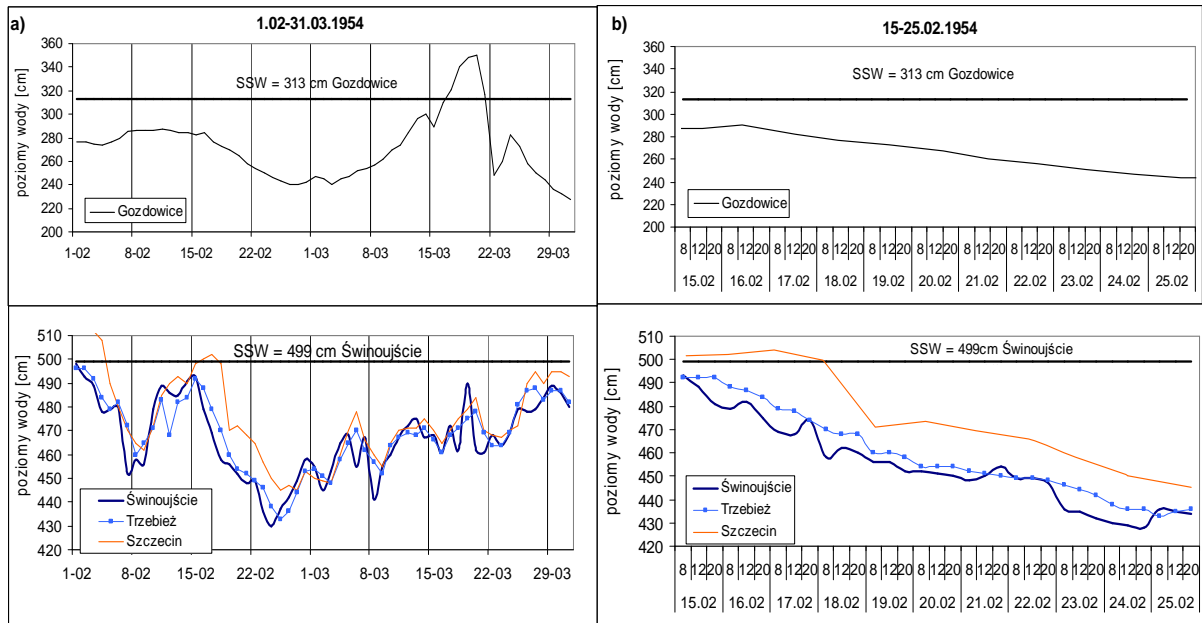 a)
1.02-31.03.1954
poziomy wody [cm]
360
340
320
300
280
260
240
220
200
SSW = 313 cm Gozdowice
Gozdowice
1-02 8-02 15-02 22-02 1-03 8-03 15-03 22-03 29-03
poziomy wody [cm]
510
500
490
480
470
460
450
440
430
420
SSW = 499 cm Świnoujście
Świnoujście
Trzebież
Szczecin
1-02 8-02 15-02 22-02 1-03 8-03 15-03 22-03 29-03
b)
15-25.02.1954
poziomy wody [cm]
360
340
320
300
280
260
240
220
200
SSW = 313 cm Gozdowice
Gozdowice
8 12 20 8 12 20 8 12 20 8 12 20 8 12 20 8 12 20 8 12 20 8 12 20 8 12 20 8 12 20 8 12 20
15.02 16.02 17.02 18.02 19.02 20.02 21.02 22.02 23.02 24.02 25.02
poziomy wody [cm]
510
500
490
480
470
460
450
440
430
420
SSW = 499cm Świnoujście
Świnoujście
Trzebież
Szczecin
8 12 20 8 12 20 8 12 20 8 12 20 8 12 20 8 12 20 8 12 20 8 12 20 8 12 20 8 12 20 8 12 20
15.02 16.02 17.02 18.02 19.02 20.02 21.02 22.02 23.02 24.02 25.02